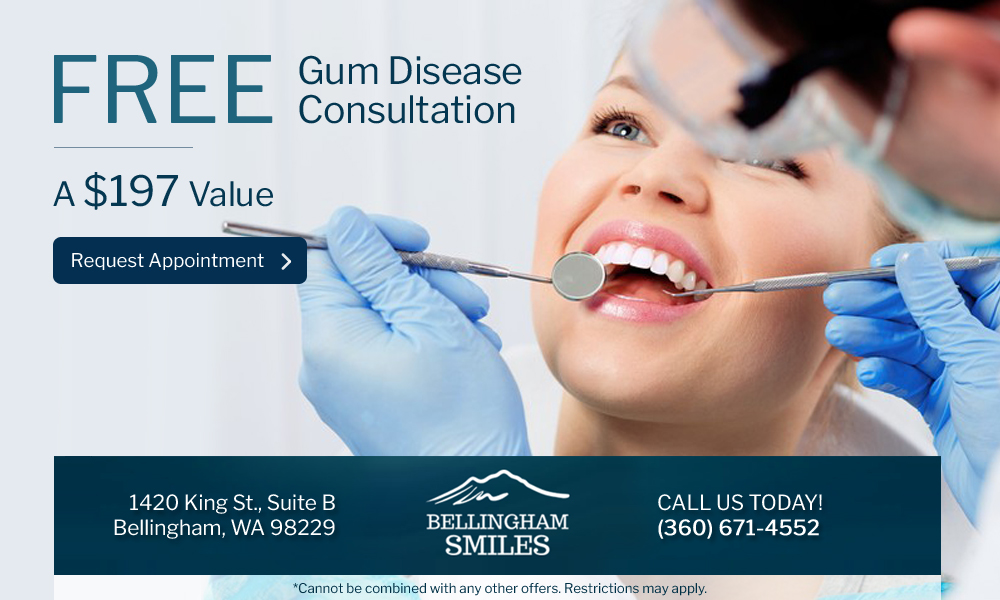 FREE
Gum Disease
Consultation
A $197 Value
Request Appointment
1420 King St., Suite B
Bellingham, WA 98229
BELLINGHAM
SMILES
CALL US TODAY!
(360) 671-4552
*Cannot be combined with any other offers. Restrictions may apply.